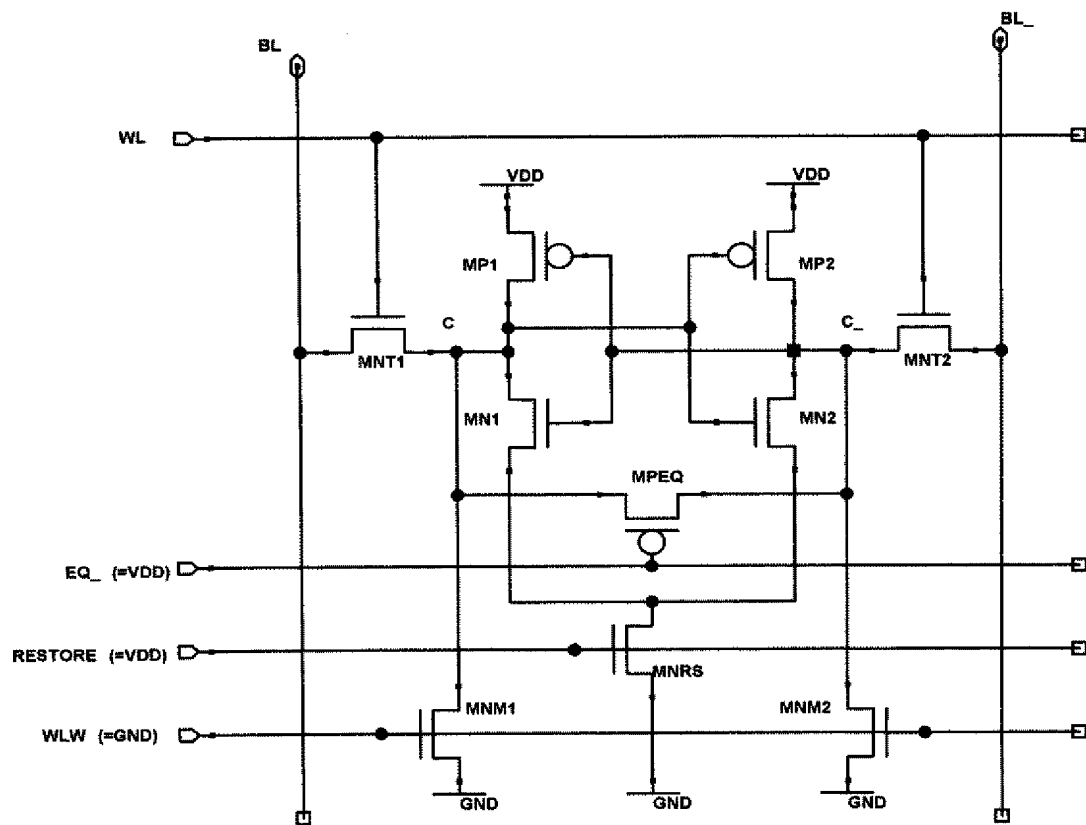 BL
BL_
WL
VDD
VDD
MP1
MP2
C
C_
MNT1
MNT2
MN1
MN2
MPEQ
EQ_ (=VDD)
RESTORE (=VDD)
MNRS
MNM1
MNM2
WLW (=GND)
GND
GND
GND